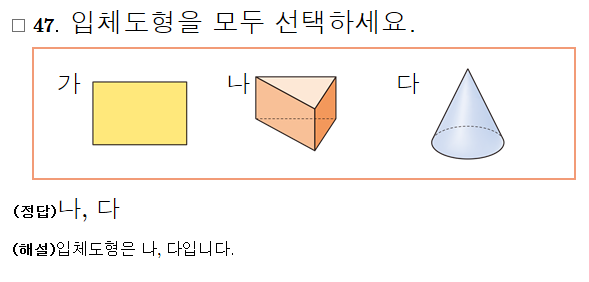 □ 47. 입체도형을 모두 선택하세요.
가 나 다
(정답)나, 다
(해설)입체도형은 나, 다입니다.